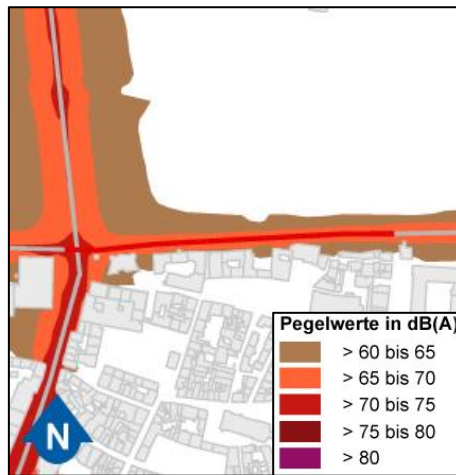 Pegelwerte in dB(A)
> 60 bis 65
> 65 bis 70
> 70 bis 75
> 75 bis 80
> 80
N